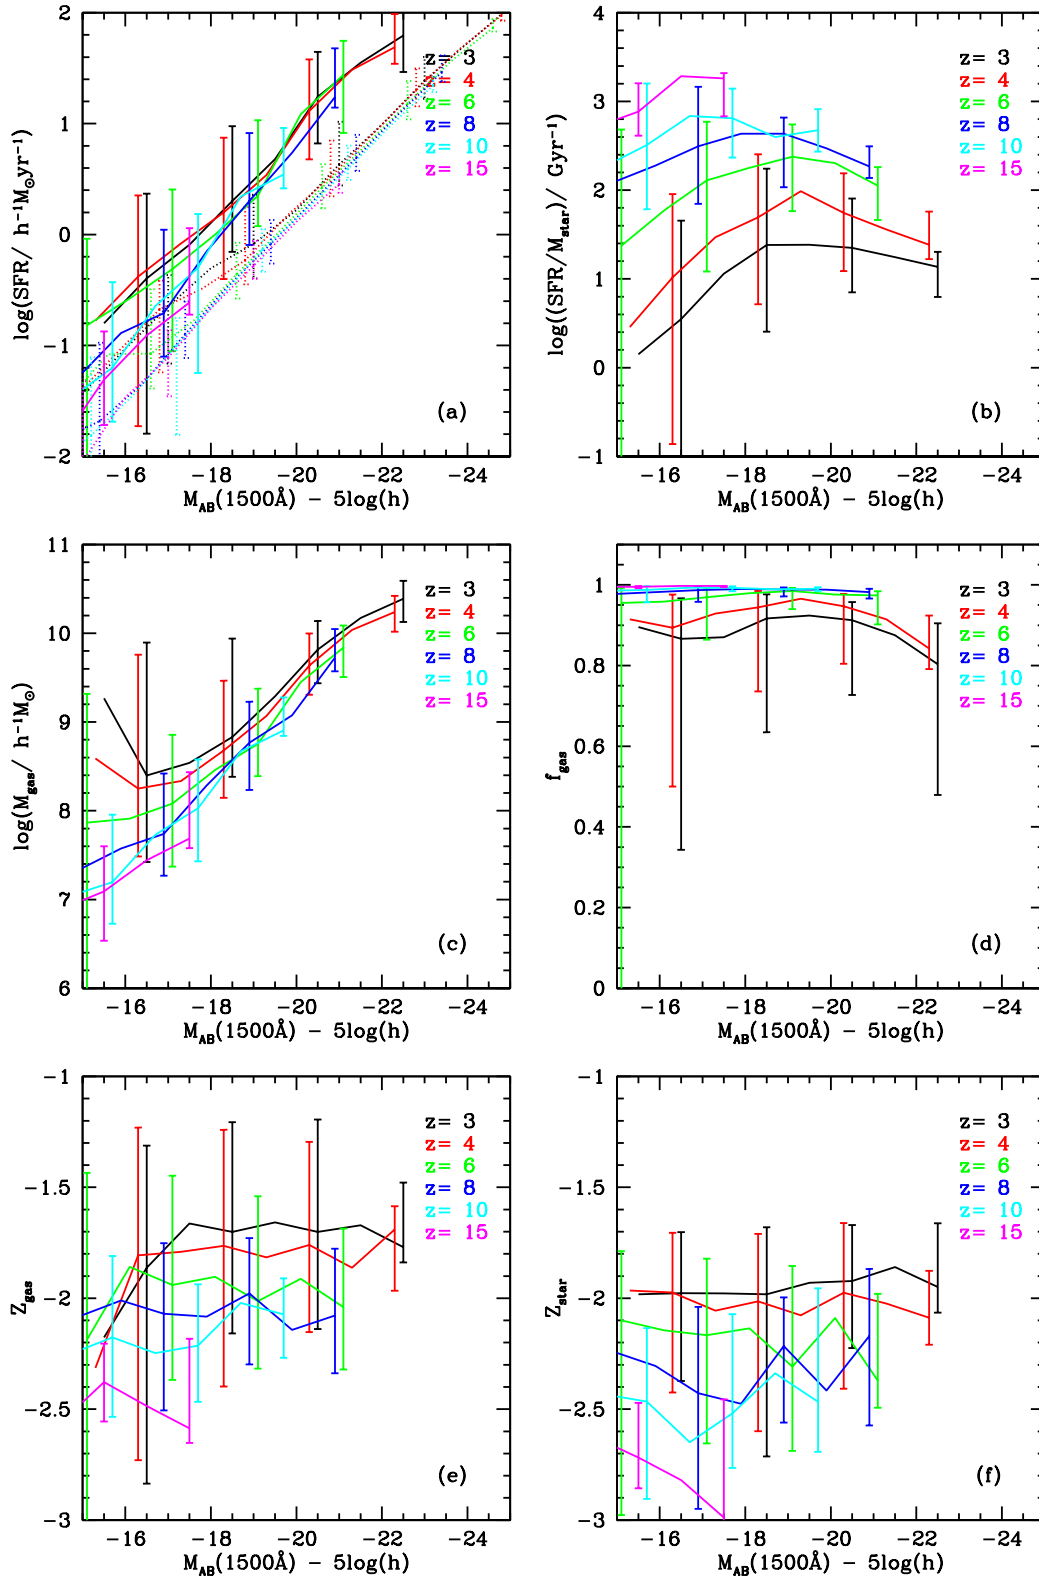 2
1
0
−1
−2
log(SFR/ h⁻¹M⊙yr⁻¹)
z= 3
z= 4
z= 6
z= 8
z= 10
z= 15
(a)
−16 −18 −20 −22 −24
M_AB(1500Å) − 5log(h)
4
3
2
1
0
−1
log((SFR/M_star)/ Gyr⁻¹)
z= 3
z= 4
z= 6
z= 8
z= 10
z= 15
(b)
−16 −18 −20 −22 −24
M_AB(1500Å) − 5log(h)
11
10
9
8
7
6
log(M_gas/ h⁻¹M⊙)
z= 3
z= 4
z= 6
z= 8
z= 10
z= 15
(c)
−16 −18 −20 −22 −24
M_AB(1500Å) − 5log(h)
1
0.8
0.6
0.4
0.2
0
f_gas
z= 3
z= 4
z= 6
z= 8
z= 10
z= 15
(d)
−16 −18 −20 −22 −24
M_AB(1500Å) − 5log(h)
−1
−1.5
−2
−2.5
−3
Z_gas
z= 3
z= 4
z= 6
z= 8
z= 10
z= 15
(e)
−16 −18 −20 −22 −24
M_AB(1500Å) − 5log(h)
−1
−1.5
−2
−2.5
−3
Z_star
z= 3
z= 4
z= 6
z= 8
z= 10
z= 15
(f)
−16 −18 −20 −22 −24
M_AB(1500Å) − 5log(h)